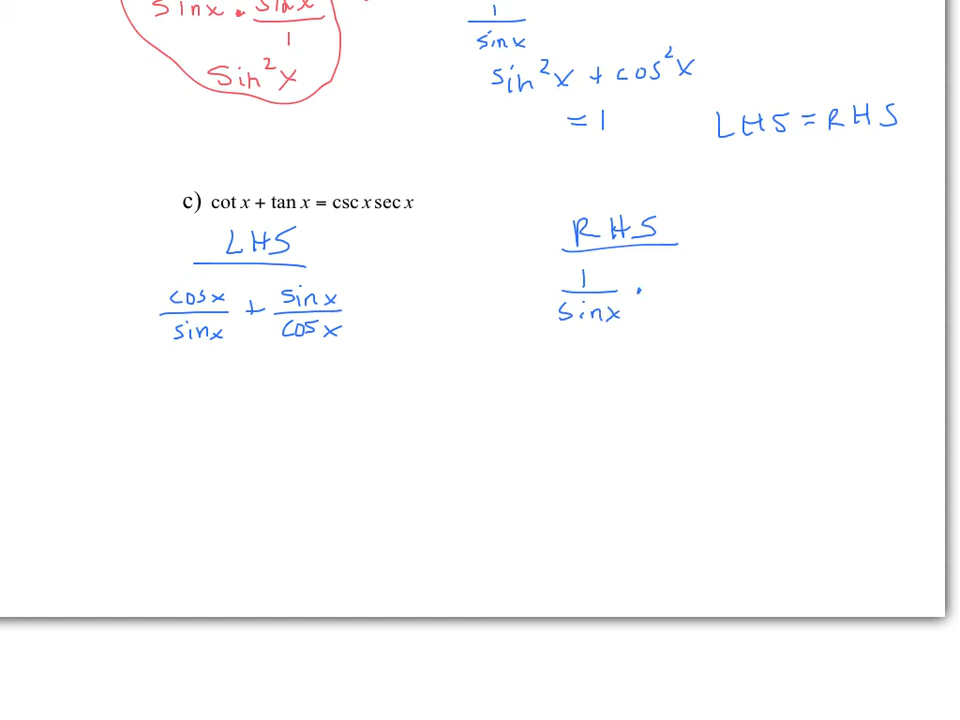 sinx · sinx/1
sin²x
1/sinx
sin²x + cos²x
= 1
LHS = RHS
c) cot x + tan x = csc x sec x
LHS
cosx/sinx + sinx/cosx
RHS
1/sinx ·